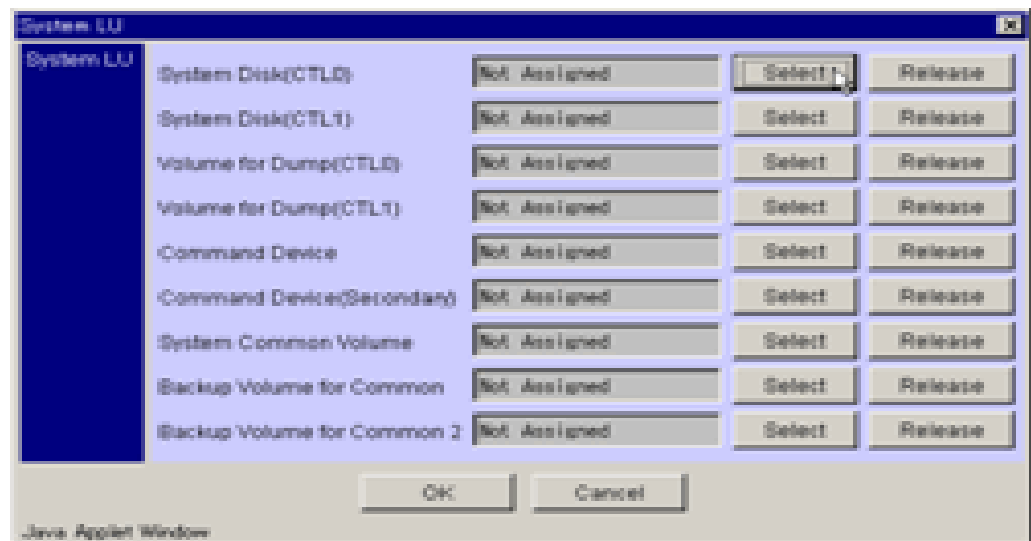 System LU
System LU
System Disk(CTL0) Not Assigned Select Release
System Disk(CTL1) Not Assigned Select Release
Volume for Dump(CTL0) Not Assigned Select Release
Volume for Dump(CTL1) Not Assigned Select Release
Command Device Not Assigned Select Release
Command Device(Secondary) Not Assigned Select Release
System Common Volume Not Assigned Select Release
Backup Volume for Common Not Assigned Select Release
Backup Volume for Common 2 Not Assigned Select Release
OK Cancel
Java Applet Window